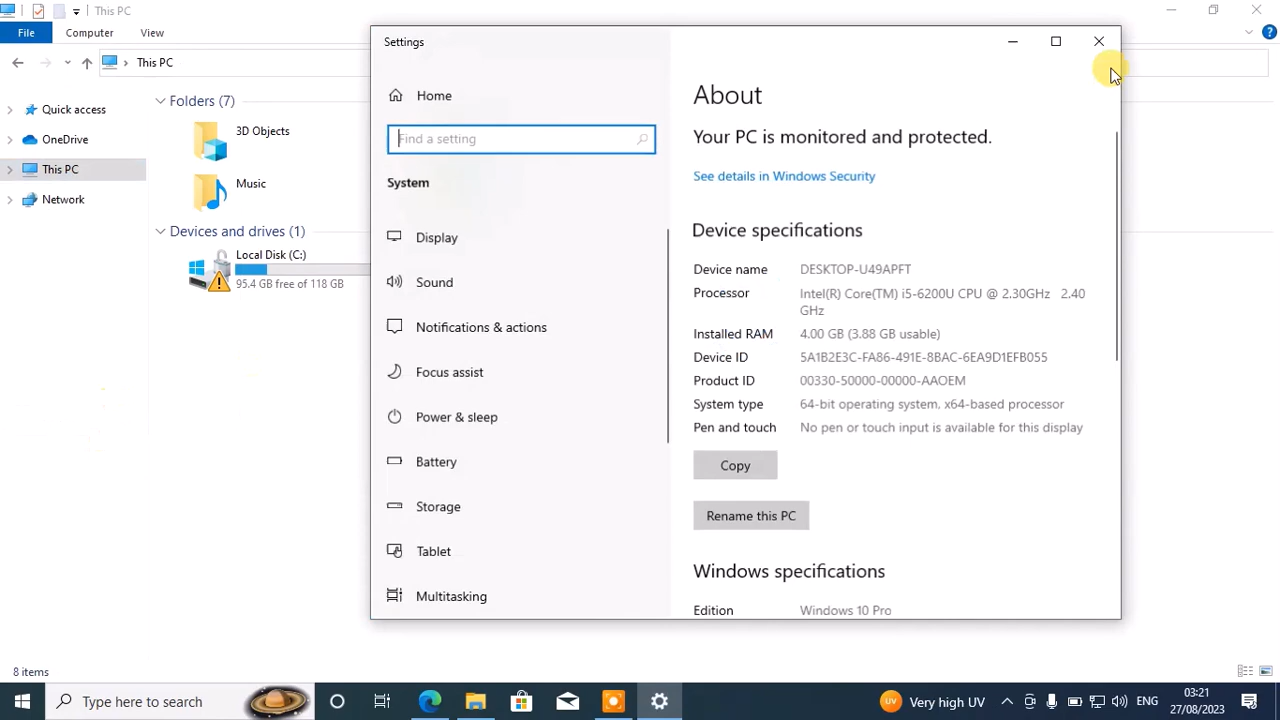 This PC
File
Computer
View
This PC
Quick access
OneDrive
This PC
Network
Folders (7)
3D Objects
Music
Devices and drives (1)
Local Disk (C:)
95.4 GB free of 118 GB
8 items
Settings
Home
Find a setting
System
Display
Sound
Notifications & actions
Focus assist
Power & sleep
Battery
Storage
Tablet
Multitasking
About
Your PC is monitored and protected.
See details in Windows Security
Device specifications
Device name DESKTOP-U49APFT
Processor Intel(R) Core(TM) i5-6200U CPU @ 2.30GHz 2.40
GHz
Installed RAM 4.00 GB (3.88 GB usable)
Device ID 5A1B2E3C-FA86-491E-8BAC-6EA9D1EFB055
Product ID 00330-50000-00000-AAOEM
System type 64-bit operating system, x64-based processor
Pen and touch No pen or touch input is available for this display
Copy
Rename this PC
Windows specifications
Edition Windows 10 Pro
Type here to search
UV Very high UV
ENG
03:21
27/08/2023